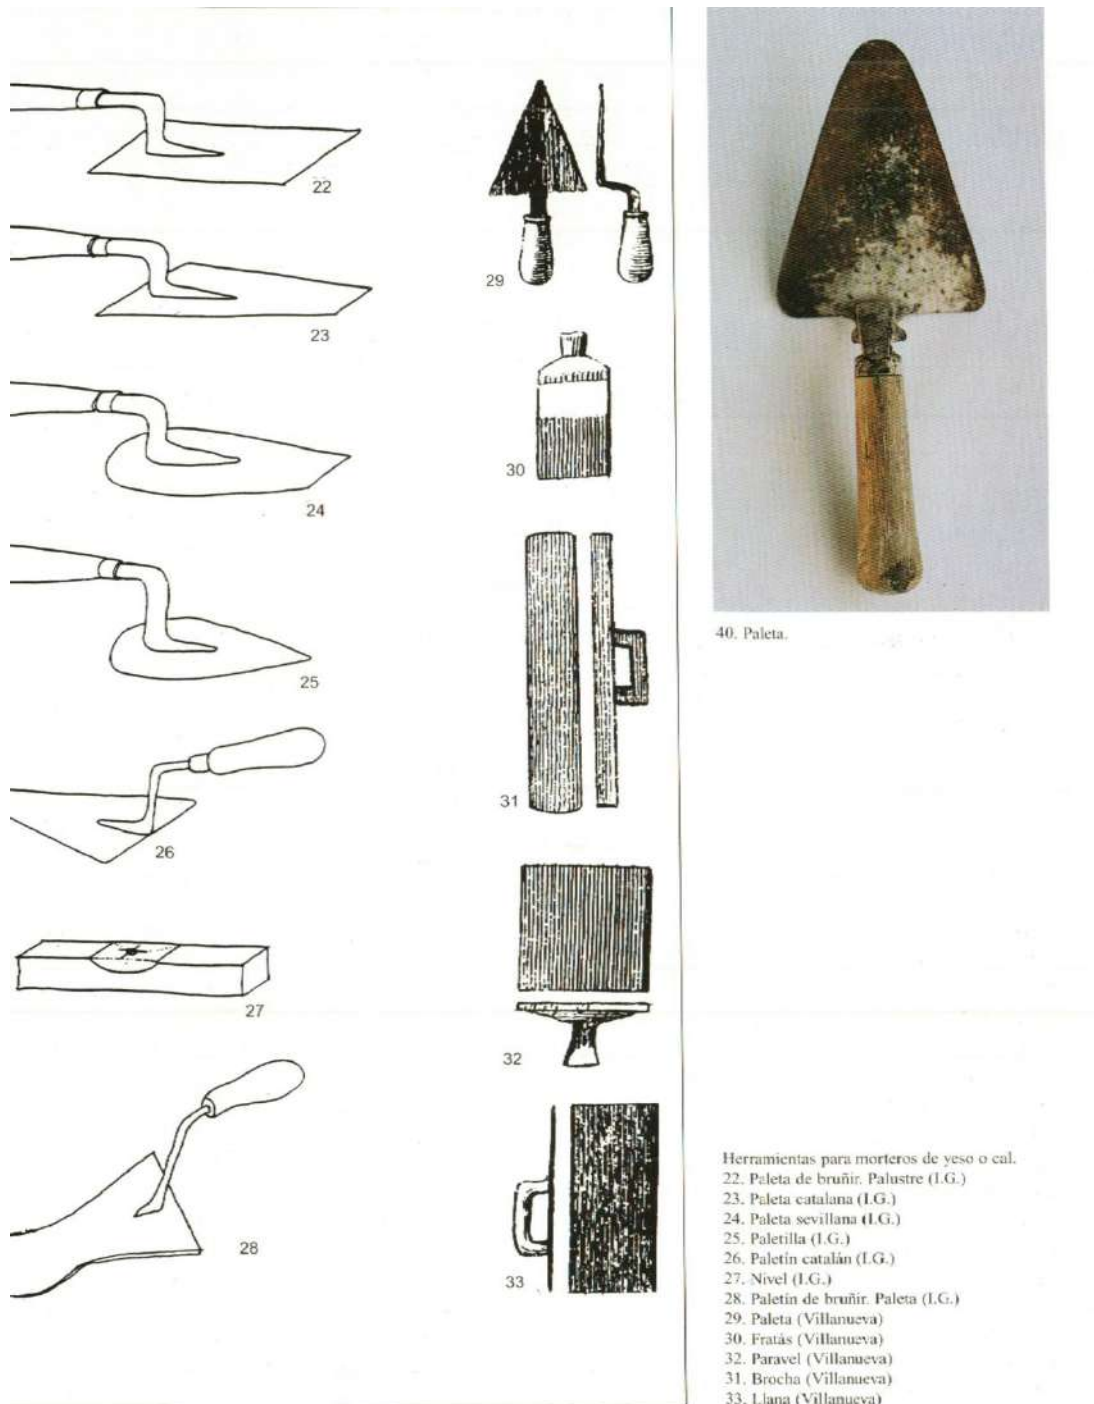 22
23
24
25
26
27
28
29
30
31
32
33
40. Paleta.
Herramientas para morteros de yeso o cal.
22. Paleta de bruñir. Palustre (I.G.)
23. Paleta catalana (I.G.)
24. Paleta sevillana (I.G.)
25. Paletilla (I.G.)
26. Paletín catalán (I.G.)
27. Nivel (I.G.)
28. Paletín de bruñir. Paleta (I.G.)
29. Paleta (Villanueva)
30. Fratás (Villanueva)
32. Paravel (Villanueva)
31. Brocha (Villanueva)
33. Llana (Villanueva)